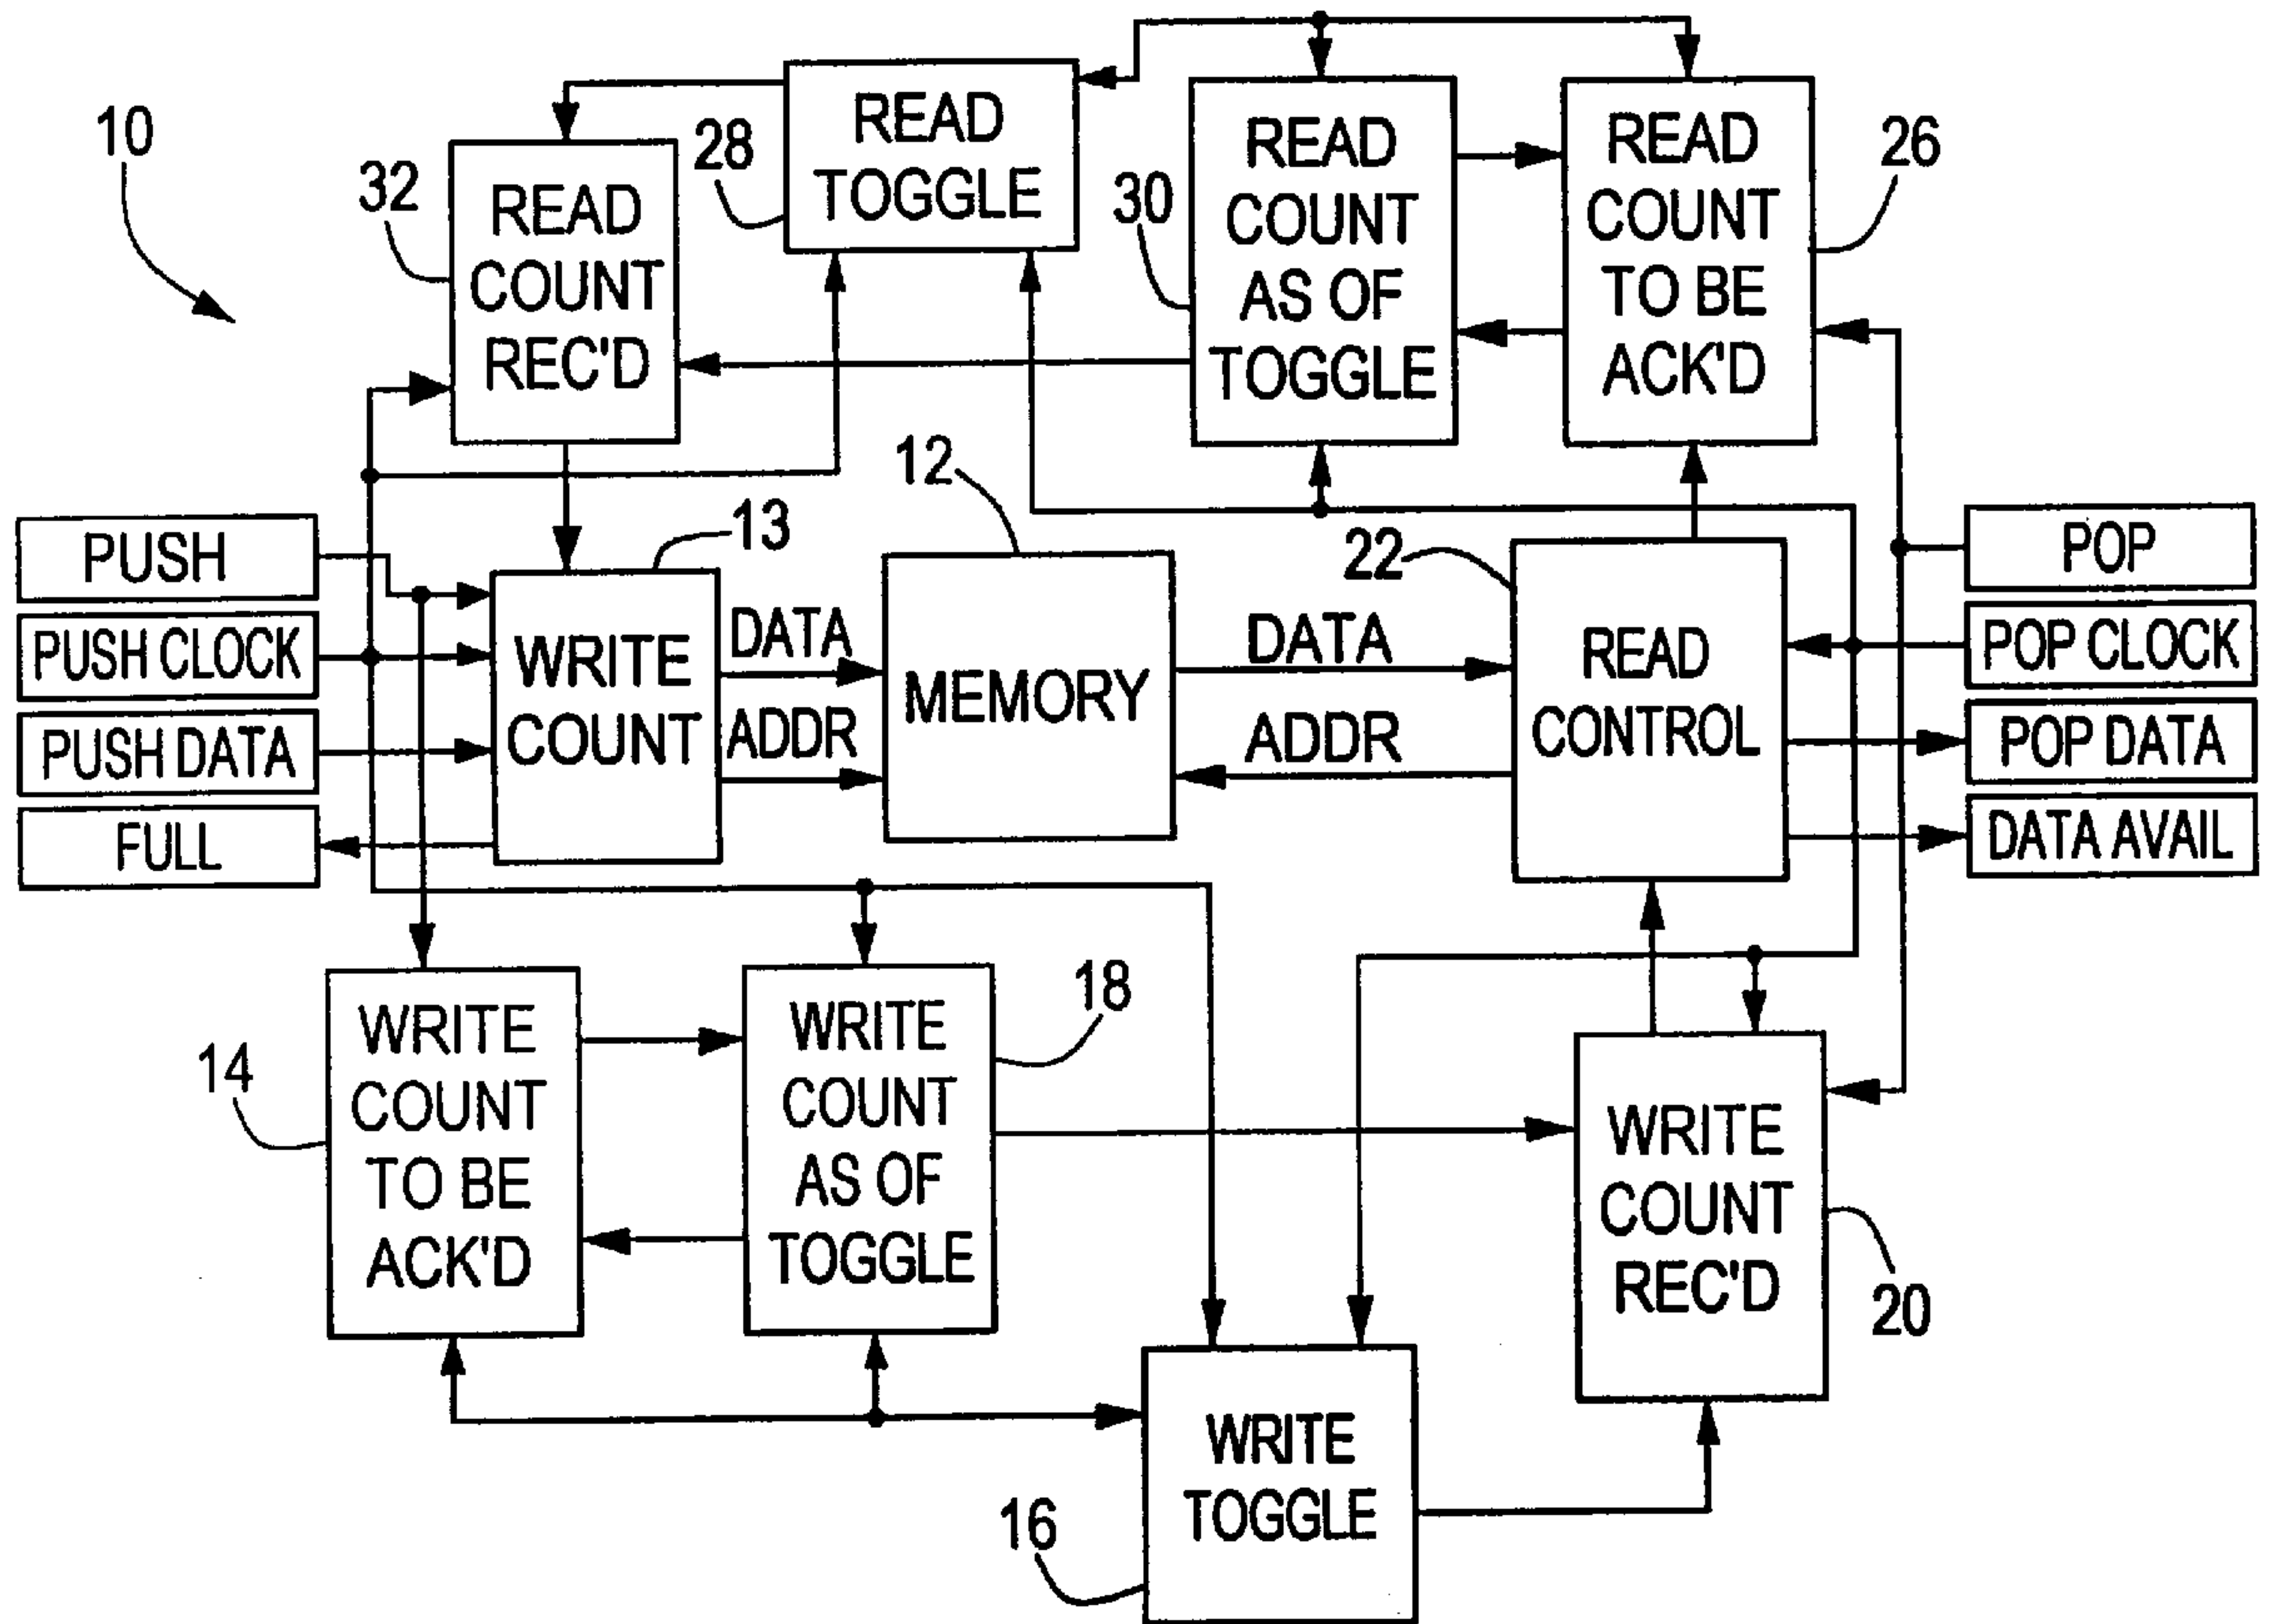 10
32
READ
COUNT
REC'D
28
READ
TOGGLE
30
READ
COUNT
AS OF
TOGGLE
READ
COUNT
TO BE
ACK'D
26
PUSH
PUSH CLOCK
PUSH DATA
FULL
13
WRITE
COUNT
DATA
ADDR
12
MEMORY
DATA
ADDR
22
READ
CONTROL
POP
POP CLOCK
POP DATA
DATA AVAIL
14
WRITE
COUNT
TO BE
ACK'D
18
WRITE
COUNT
AS OF
TOGGLE
16
WRITE
TOGGLE
WRITE
COUNT
REC'D
20